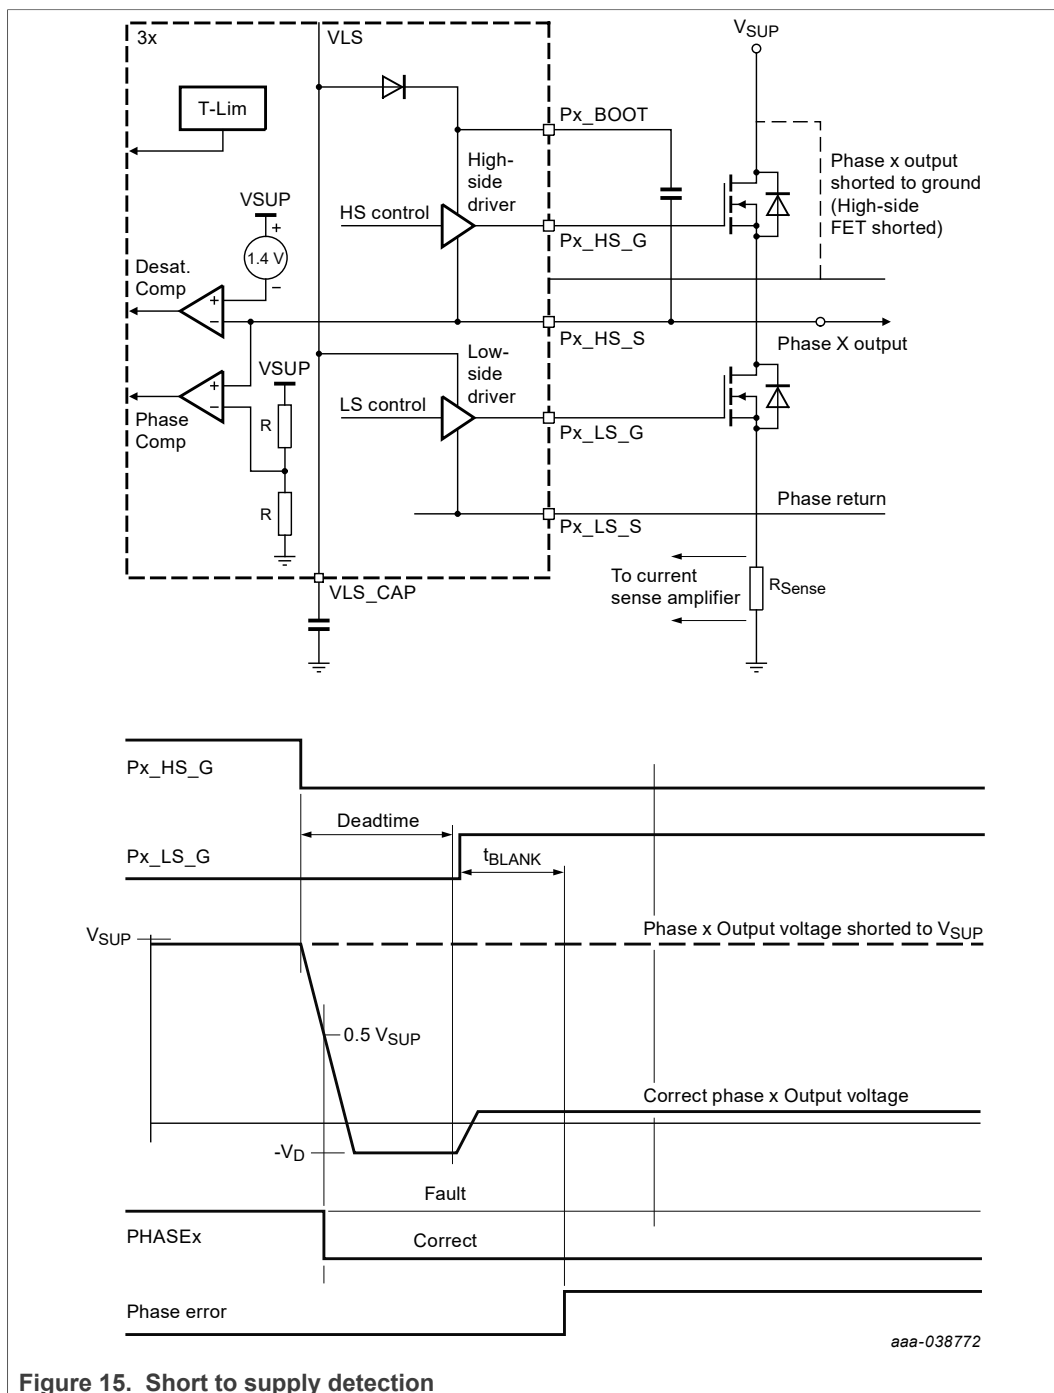 3x
VLS
VSUP
T-Lim
Px_BOOT
High-
side
driver
Phase x output
shorted to ground
(High-side
FET shorted)
VSUP
+
HS control
Px_HS_G
1.4 V
Desat.
Comp
−
+
−
Px_HS_S
Phase X output
Low-
side
driver
VSUP
+
−
LS control
Phase
Comp
R
Px_LS_G
R
Phase return
Px_LS_S
To current
sense amplifier
RSense
VLS_CAP
Px_HS_G
Deadtime
Px_LS_G
tBLANK
VSUP
Phase x Output voltage shorted to VSUP
0.5 VSUP
Correct phase x Output voltage
-VD
Fault
PHASEx
Correct
Phase error
aaa-038772
Figure 15. Short to supply detection